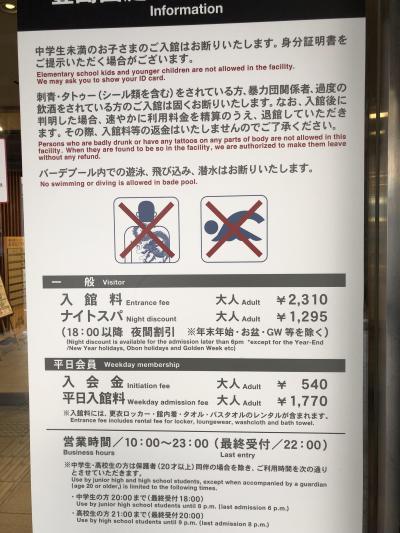 Information
中学生未満のお子さまのご入館はお断りいたします。身分証明書を
ご提示いただく場合がございます。
Elementary school kids and younger children are not allowed in the facility.
We may ask you to show your ID card.
刺青・タトゥー(シール類を含む)をされている方、暴力団関係者、過度の
飲酒をされている方のご入館は固くお断りいたします。なお、入館後に
判明した場合、速やかに利用料金を精算のうえ、退館していただき
ます。その際、入館料等の返金はいたしませんのでご了承ください。
Persons who are badly drunk or have any tattoos on any parts of body are not allowed in this
facility. When they are found to be so in the facility, we are authorized to make them leave
without any refund.
バーデプール内での遊泳、飛び込み、潜水はお断りいたします。
No swimming or diving is allowed in bade pool.
一 般 Visitor
入 館 料 Entrance fee 大人 Adult ¥2,310
ナイトスパ Night discount 大人 Adult ¥1,295
(18:00以降 夜間割引 ※年末年始・お盆・GW 等を除く)
(Night discount is available for the admission later than 6pm *except for the Year-End
/New Year holidays, Obon holidays and Golden Week etc)
平日会員 Weekday membership
入 会 金 Initiation fee 大人 Adult ¥ 540
平日入館料 Weekday admission fee 大人 Adult ¥1,770
※入館料には、更衣ロッカー・館内着・タオル・バスタオルのレンタルが含まれます。
Entrance fee includes rental fee for locker, loungewear, washcloth and bath towel.
営業時間/10:00～23:00(最終受付/22:00)
Business hours Last entry
※中学生・高校生の方は保護者(20才以上)同伴の場合を除き、ご利用時間を次の通り
とさせていただきます。
Use by junior high and high school students, except when accompanied by a guardian
(age 20 or older,) is limited to the following times.
・中学生の方 20:00まで(最終受付 18:00)
Use by junior high school students until 8 p.m. (last admission 6 p.m.)
・高校生の方 21:00まで(最終受付20:00)
Use by high school students until 9 p.m. (last admission 8 p.m.)